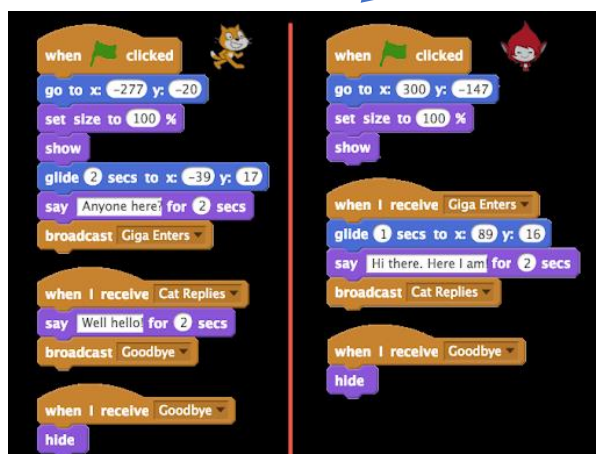 when clicked
go to x: -277 y: -20
set size to 100 %
show
glide 2 secs to x: -39 y: 17
say Anyone here? for 2 secs
broadcast Giga Enters
when I receive Cat Replies
say Well hello! for 2 secs
broadcast Goodbye
when I receive Goodbye
hide
when clicked
go to x: 300 y: -147
set size to 100 %
show
when I receive Giga Enters
glide 1 secs to x: 89 y: 16
say Hi there. Here I am! for 2 secs
broadcast Cat Replies
when I receive Goodbye
hide